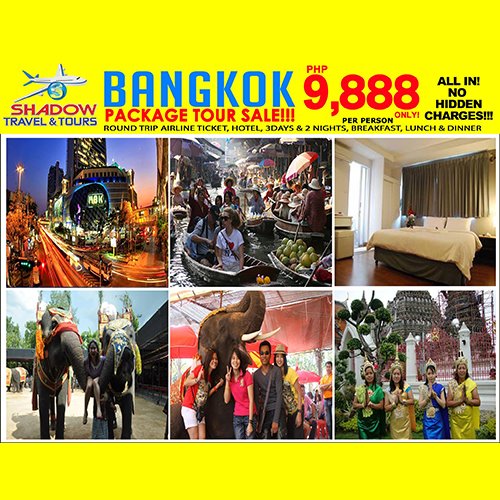 SHADOW
TRAVEL & TOURS
BANGKOK
PACKAGE TOUR SALE!!!
PHP
9,888
PER PERSON ONLY!
ALL IN!
NO
HIDDEN
CHARGES!!!
ROUND TRIP AIRLINE TICKET, HOTEL, 3DAYS & 2 NIGHTS, BREAKFAST, LUNCH & DINNER